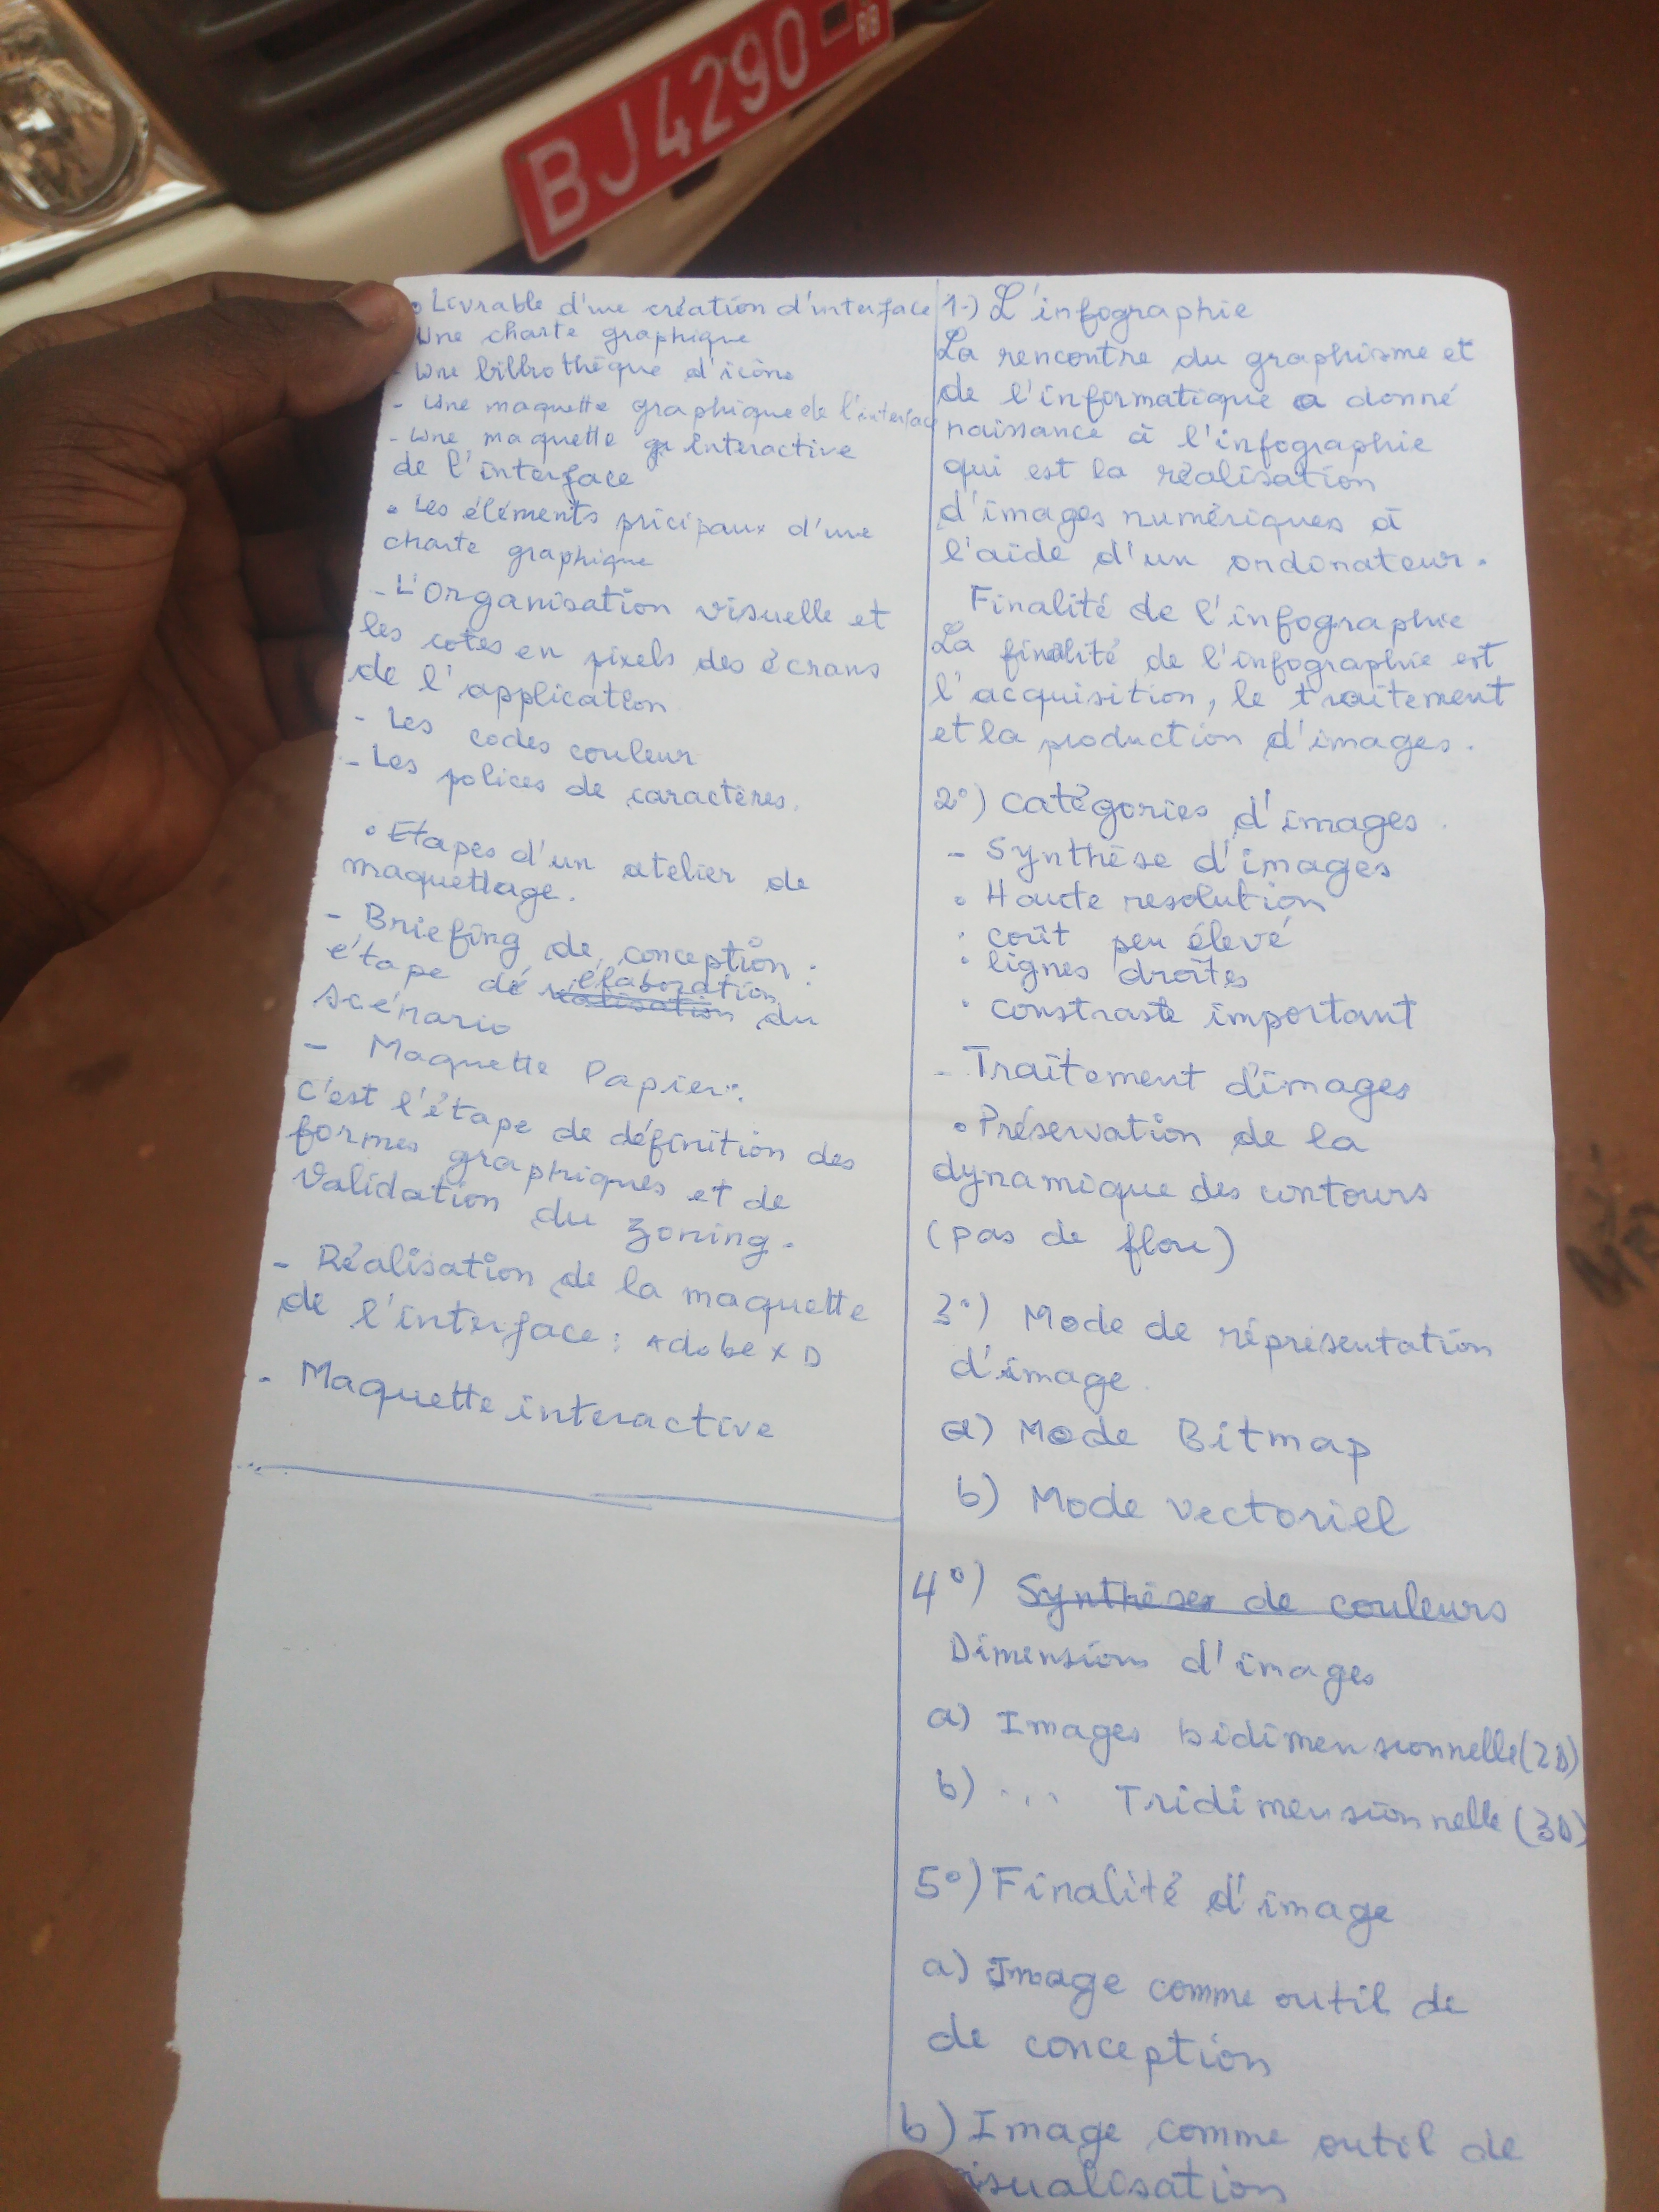 BJ4290-RB
• Livrable d'une création d'interface
Une charte graphique
- Une bilbiothèque d'icône
- Une maquette graphique de l'interface
- Une maquette gr interactive
de l'interface
• Les éléments pricipaux d'une
charte graphique
- L'Organisation visuelle et
les cotes en pixels des écrans
de l'application
- Les codes couleur
- Les polices de caractères.
• Etapes d'un atelier de
maquettage.
- Briefing de conception :
étape dé élaboration du
scénario
- Maquette Papier :
C'est l'étape de définition des
formes graphiques et de
Validation du zoning.
- Réalisation de la maquette
de l'interface : Adobe XD
- Maquette interactive
1-) L'infographie
La rencontre du graphisme et
de l'informatique a donné
naissance à l'infographie
qui est la réalisation
d'images numériques à
l'aide d'un ordinateur.
Finalité de l'infographie
La finalité de l'infographie est
l'acquisition, le traitement
et la production d'images.
2°) Catégories d'images.
- Synthèse d'images
• Haute resolution
• coût peu élevé
• lignes droites
• constraste important
- Traitement d'images
• Préservation de la
dynamique des contours
(pas de flou)
3°) Mode de réprésentation
d'image.
a) Mode Bitmap
b) Mode vectoriel
4°) Synthèses de couleurs
Dimensions d'images
a) Images bidimensionnelle (2D)
b) ... Tridimensionnelle (3D)
5°) Finalité d'image
a) Image comme outil de
de conception
b) Image comme outil de
visualisation